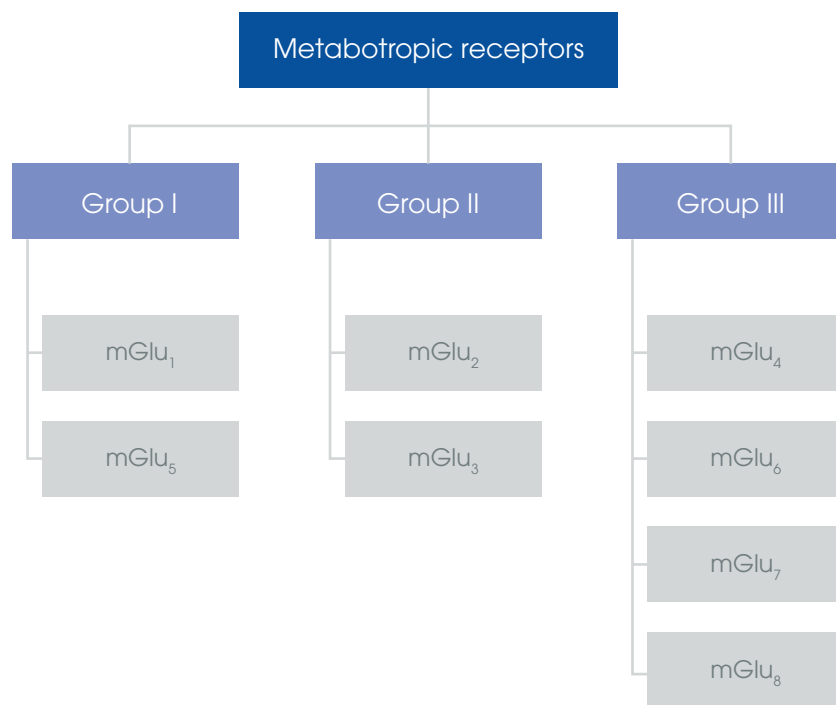 Metabotropic receptors
Group I
Group II
Group III
mGlu₁
mGlu₂
mGlu₄
mGlu₅
mGlu₃
mGlu₆
mGlu₇
mGlu₈